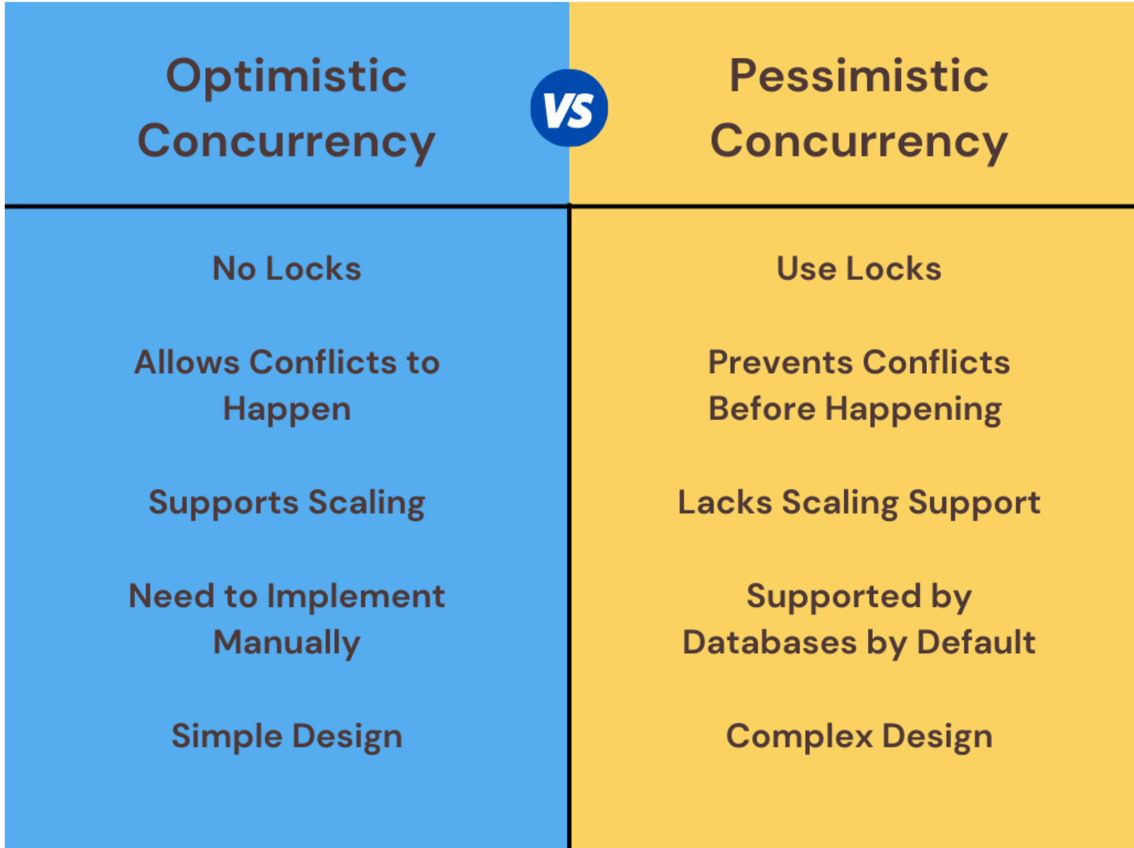 Optimistic
Concurrency
VS
Pessimistic
Concurrency
No Locks
Allows Conflicts to
Happen
Supports Scaling
Need to Implement
Manually
Simple Design
Use Locks
Prevents Conflicts
Before Happening
Lacks Scaling Support
Supported by
Databases by Default
Complex Design